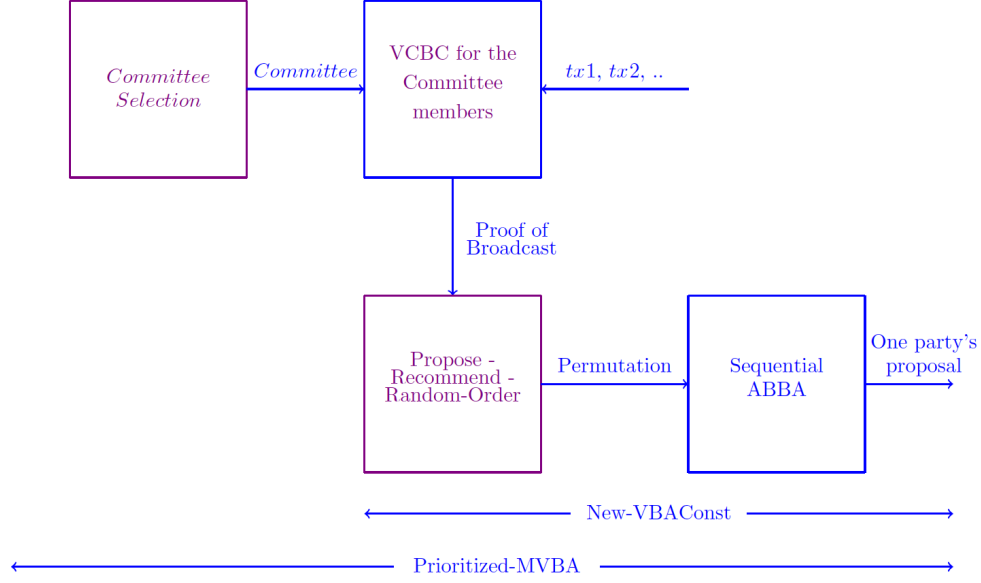 Committee
Selection
Committee
VCBC for the
Committee
members
tx1, tx2, ..
Proof of
Broadcast
Propose -
Recommend -
Random-Order
Permutation
Sequential
ABBA
One party's
proposal
New-VBAConst
Prioritized-MVBA